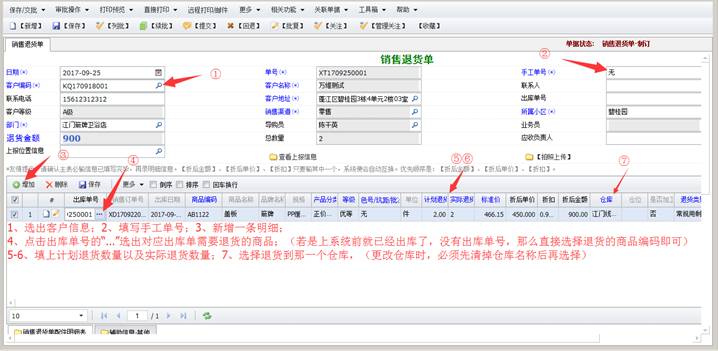 保存/交批 审批操作 打印预览 直接打印 远程打印/邮件 更多 相关功能 关联单据 工具箱 帮助
【新增】 【保存】 【列批】 【续批】 【提交】 【回退】 【批复】 【关注】 【管理关注】 【收藏】
销售退货单 单据状态: 销售退货单-制订
销售退货单
②
日期(*) 2017-09-25 单号(*) XT1709250001 手工单号(*) 无
客户编码(*) KQ170918001 ① 客户名称(*) 万维测试 联系人
联系电话 15612312312 客户地址(*) 蓬江区碧桂园3栋4单元2楼03室 出库单号
客户等级 A级 销售渠道(*) 零售 所属小区(*) 碧桂园
部门(*) 江门箭牌卫浴店 导购员 陈干英 业务员
退货金额 900 总数量 2 应收负责人
上报位置信息 查看上报信息 【拍照上传】
③ ④ ⑤⑥ ⑦
增加 删除 保存 更多 倒序 排序 回车换行
# 出库单号 销售订单号 出库日期 商品编码 商品名称 品牌名称 规格 产品分类 等级 色号/坑距/批次 单位 计划退货 实际退货 标准价 折后单价 折扣 折后金额 仓库 仓位 是否加工 退货类型
1 X250001 ... XD1709220... 2017-09-... AB1122 盖板 箭牌 PP缓... 正价... 优等 无 件 2.00 2 466.15 450.000 0.9... 900.00 江门纸... 否 常规用制
1、选出客户信息；2、填写手工单号；3、新增一条明细；
4、点击出库单号的“...”选出对应出库单需要退货的商品；（若是上系统前就已经出库了，没有出库单号，那么直接选择退货的商品编码即可）
5-6、填上计划退货数量以及实际退货数量；7、选择退货到那一个仓库，（更改仓库时，必须先清掉仓库名称后再选择）
10 1 / 1
销售退货单配件明细表 辅助信息-其他